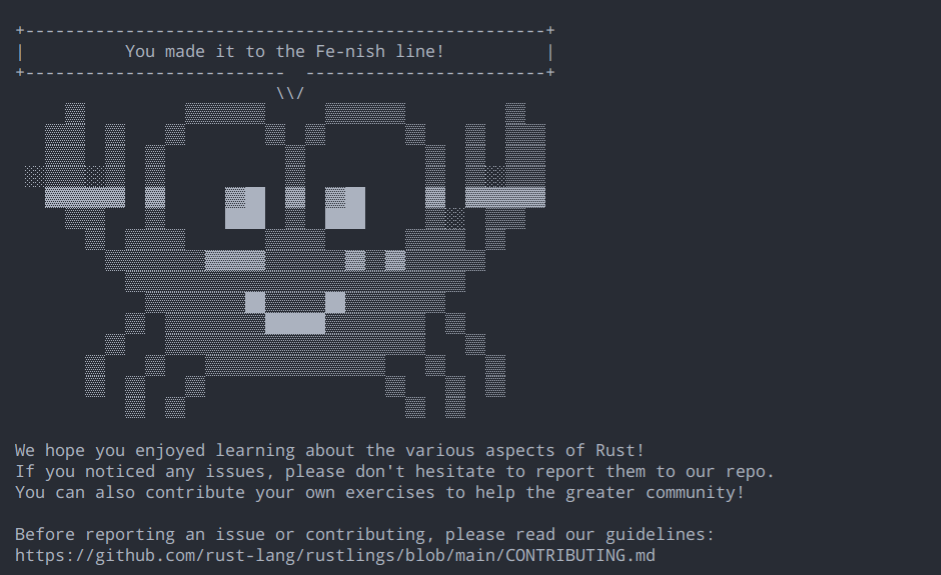 You made it to the Fe-nish line!
We hope you enjoyed learning about the various aspects of Rust!
If you noticed any issues, please don't hesitate to report them to our repo.
You can also contribute your own exercises to help the greater community!
Before reporting an issue or contributing, please read our guidelines:
https://github.com/rust-lang/rustlings/blob/main/CONTRIBUTING.md